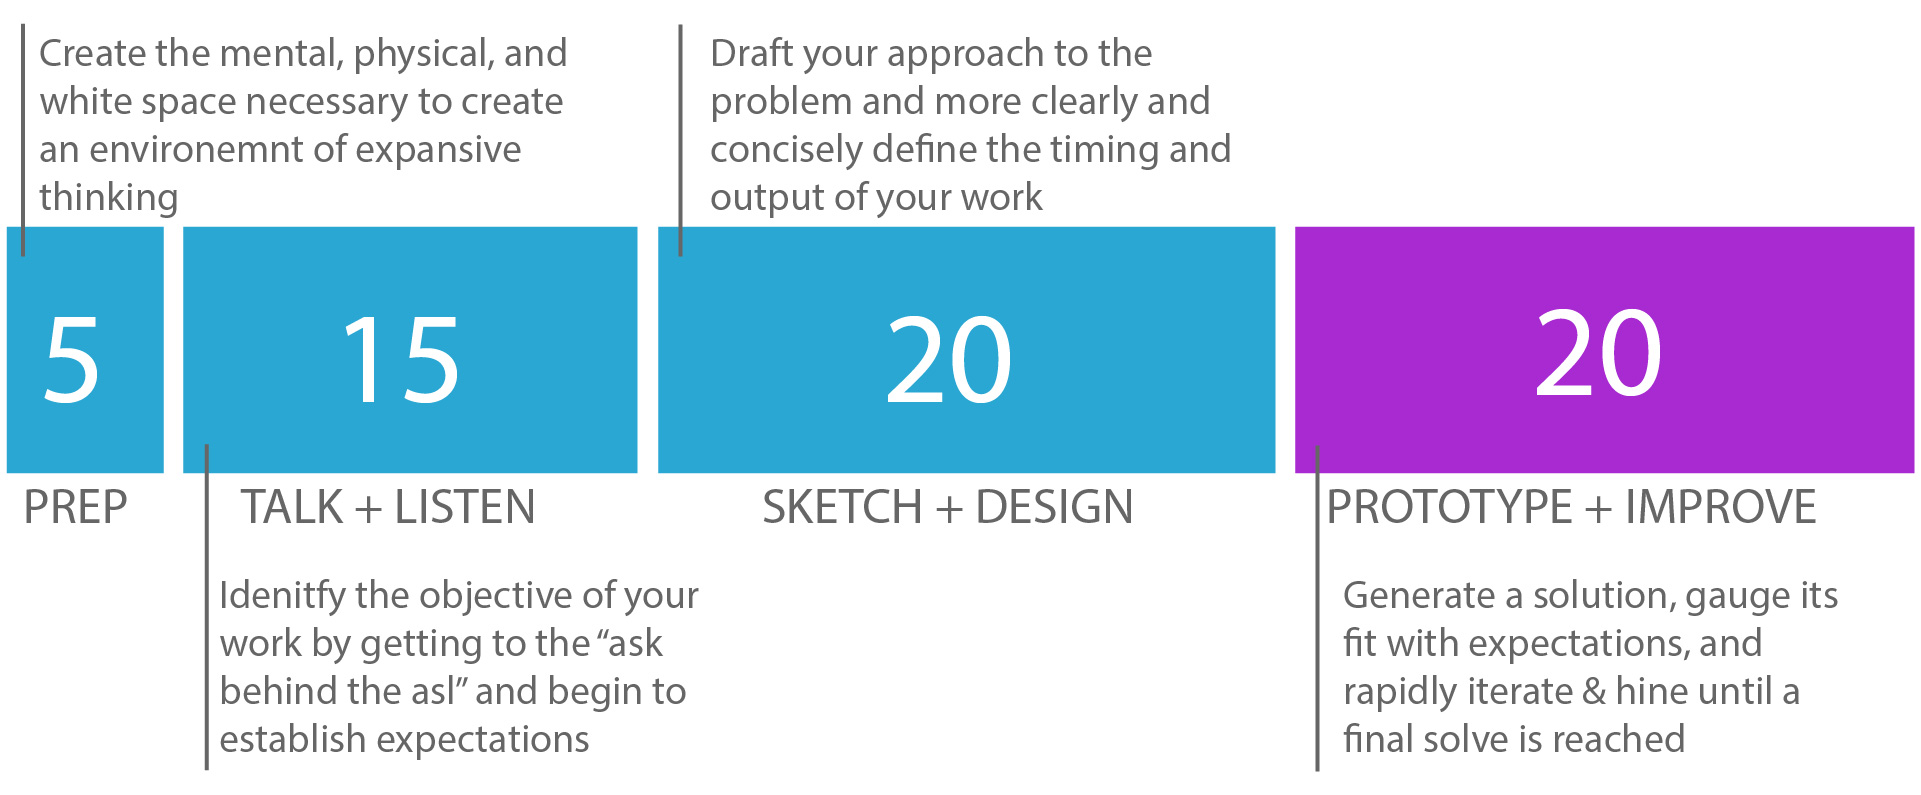 Create the mental, physical, and
white space necessary to create
an environemnt of expansive
thinking
Draft your approach to the
problem and more clearly and
concisely define the timing and
output of your work
5
15
20
20
PREP
TALK + LISTEN
SKETCH + DESIGN
PROTOTYPE + IMPROVE
Idenitfy the objective of your
work by getting to the “ask
behind the asl” and begin to
establish expectations
Generate a solution, gauge its
fit with expectations, and
rapidly iterate & hine until a
final solve is reached